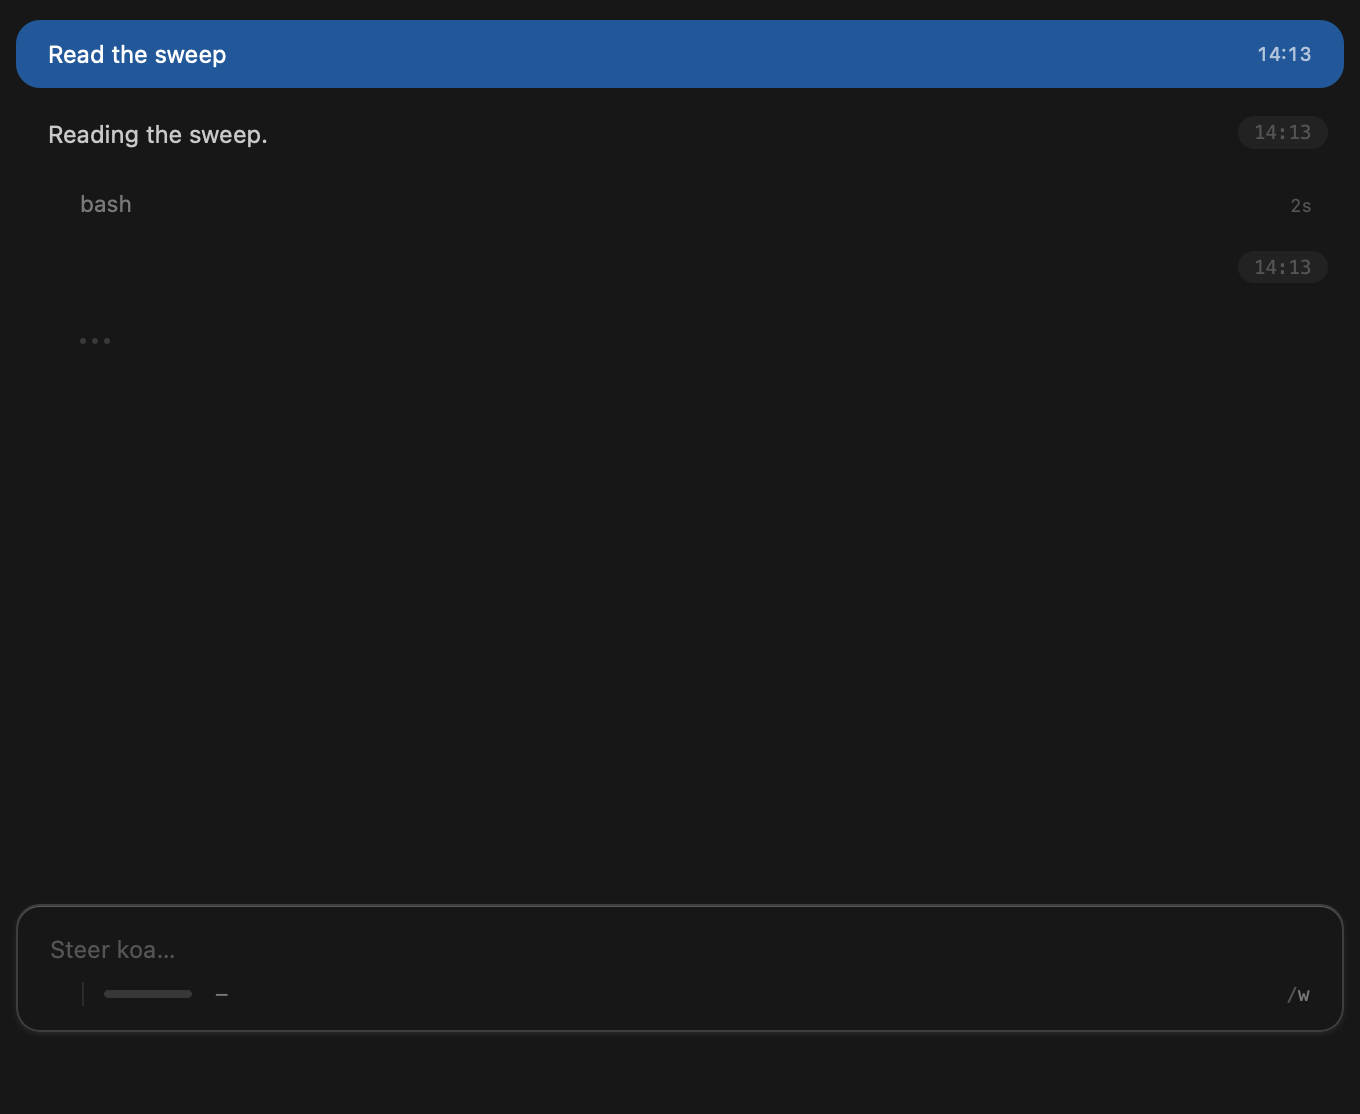 Read the sweep 14:13
Reading the sweep. 14:13
bash 2s
14:13
...
Steer koa...
– /w